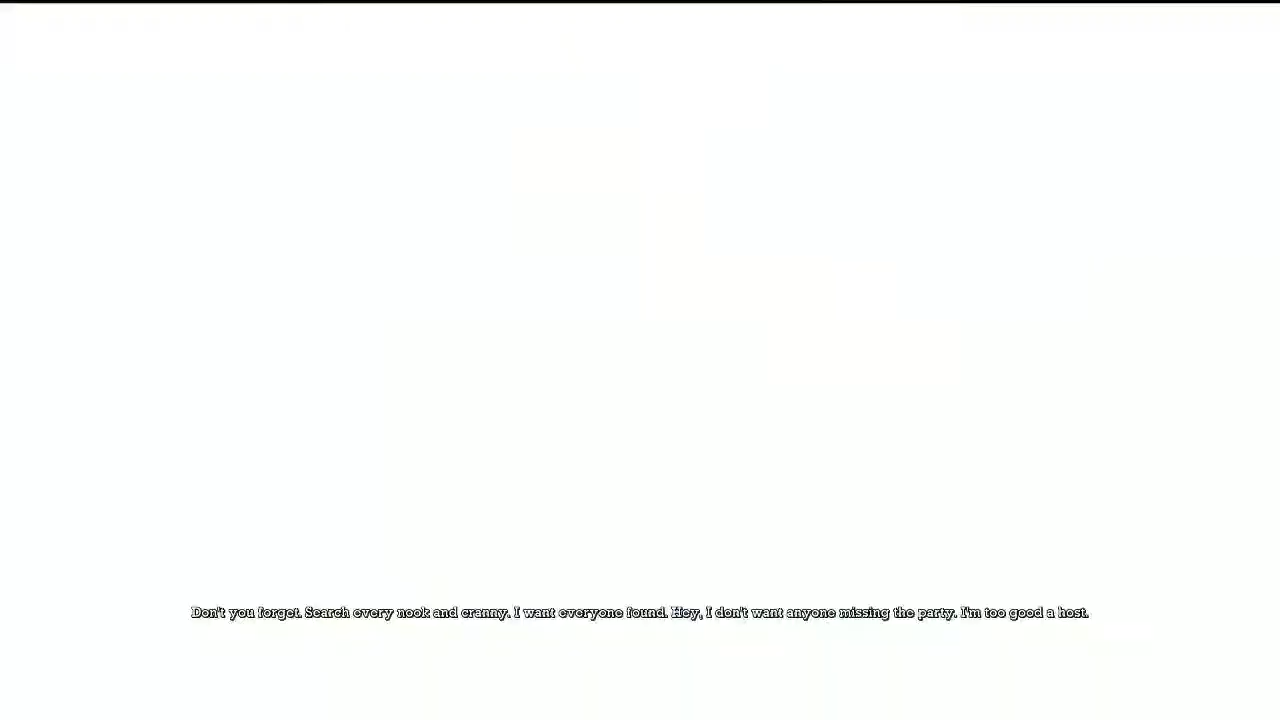 Don't you forget. Search every nook and cranny. I want everyone found. Hey, I don't want anyone missing the party. I'm too good a host.